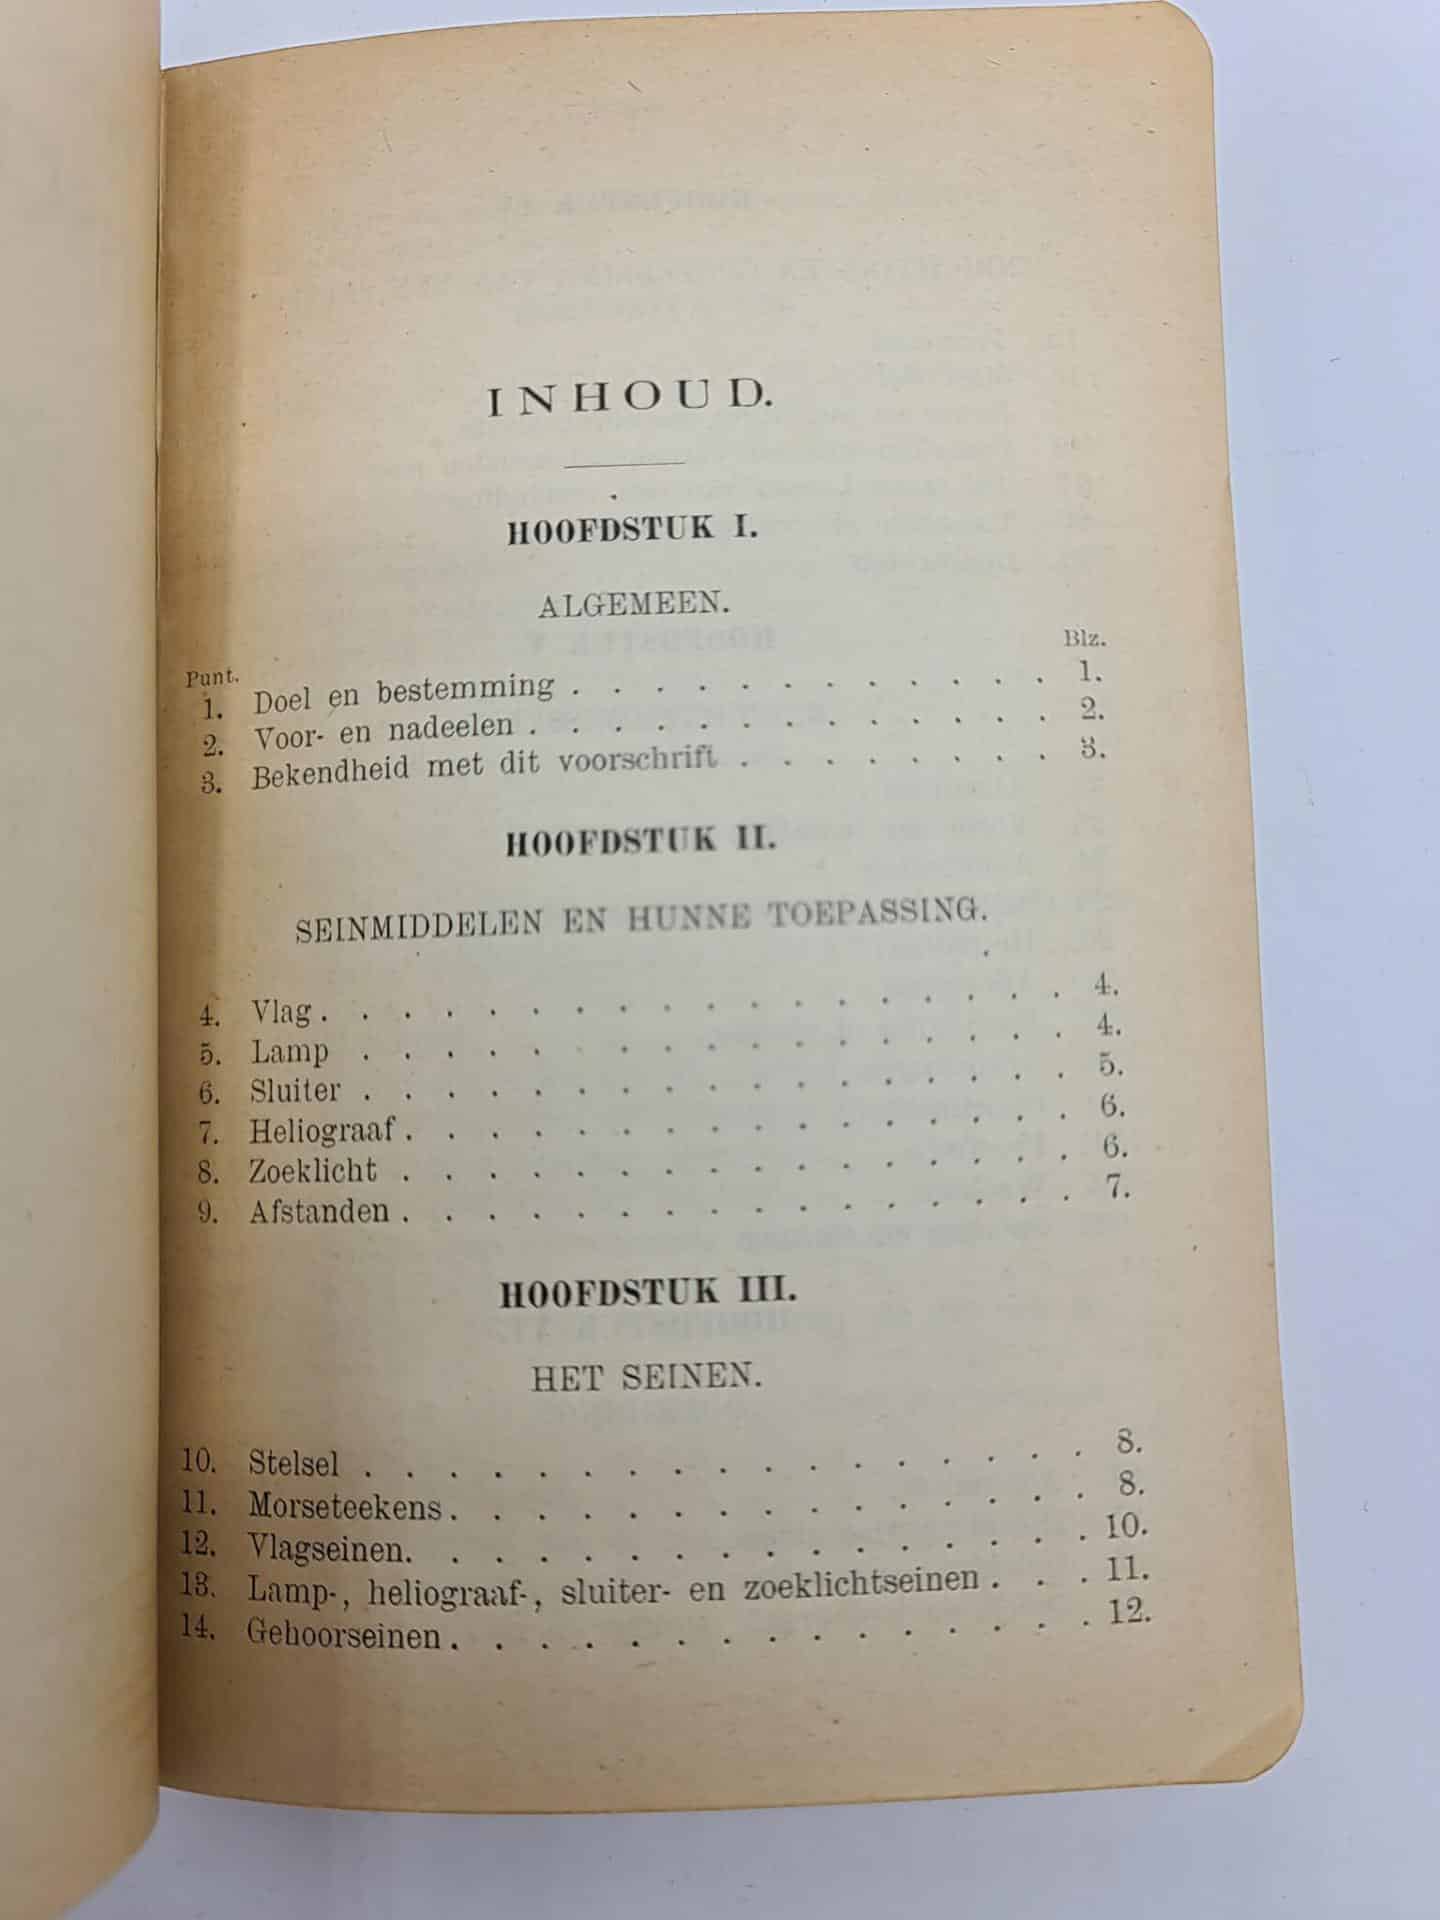 INHOUD.
HOOFDSTUK I.
ALGEMEEN.
Punt. Blz.
1. Doel en bestemming . . . . . . . . . . . . 1.
2. Voor- en nadeelen . . . . . . . . . . . . . 2.
3. Bekendheid met dit voorschrift . . . . . . . . 3.
HOOFDSTUK II.
SEINMIDDELEN EN HUNNE TOEPASSING.
4. Vlag . . . . . . . . . . . . . . . . . . 4.
5. Lamp . . . . . . . . . . . . . . . . . 4.
6. Sluiter . . . . . . . . . . . . . . . . . 5.
7. Heliograaf . . . . . . . . . . . . . . . . 6.
8. Zoeklicht . . . . . . . . . . . . . . . . 6.
9. Afstanden . . . . . . . . . . . . . . . . 7.
HOOFDSTUK III.
HET SEINEN.
10. Stelsel . . . . . . . . . . . . . . . . . 8.
11. Morseteekens . . . . . . . . . . . . . . . 8.
12. Vlagseinen. . . . . . . . . . . . . . . . 10.
13. Lamp-, heliograaf-, sluiter- en zoeklichtseinen . . . 11.
14. Gehoorseinen . . . . . . . . . . . . . . . 12.